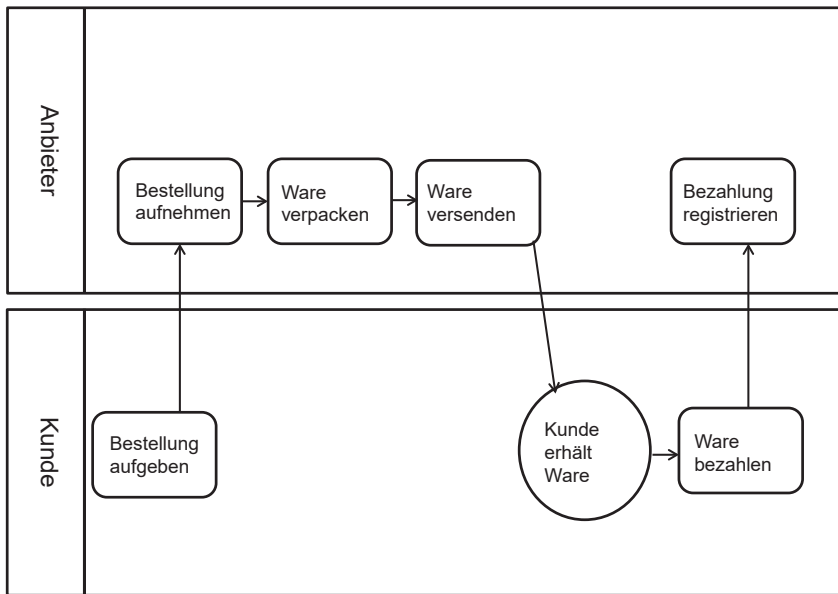 Anbieter
Bestellung
aufnehmen
Ware
verpacken
Ware
versenden
Bezahlung
registrieren
Kunde
Bestellung
aufgeben
Kunde
erhält
Ware
Ware
bezahlen